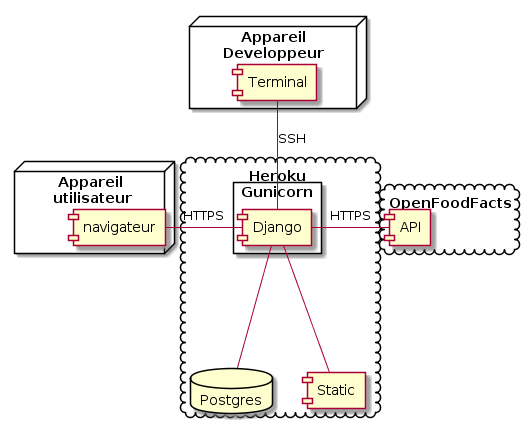 Appareil
Developpeur
Terminal
SSH
Appareil
utilisateur
navigateur
HTTPS
Heroku
Gunicorn
Django
HTTPS
OpenFoodFacts
API
Postgres
Static